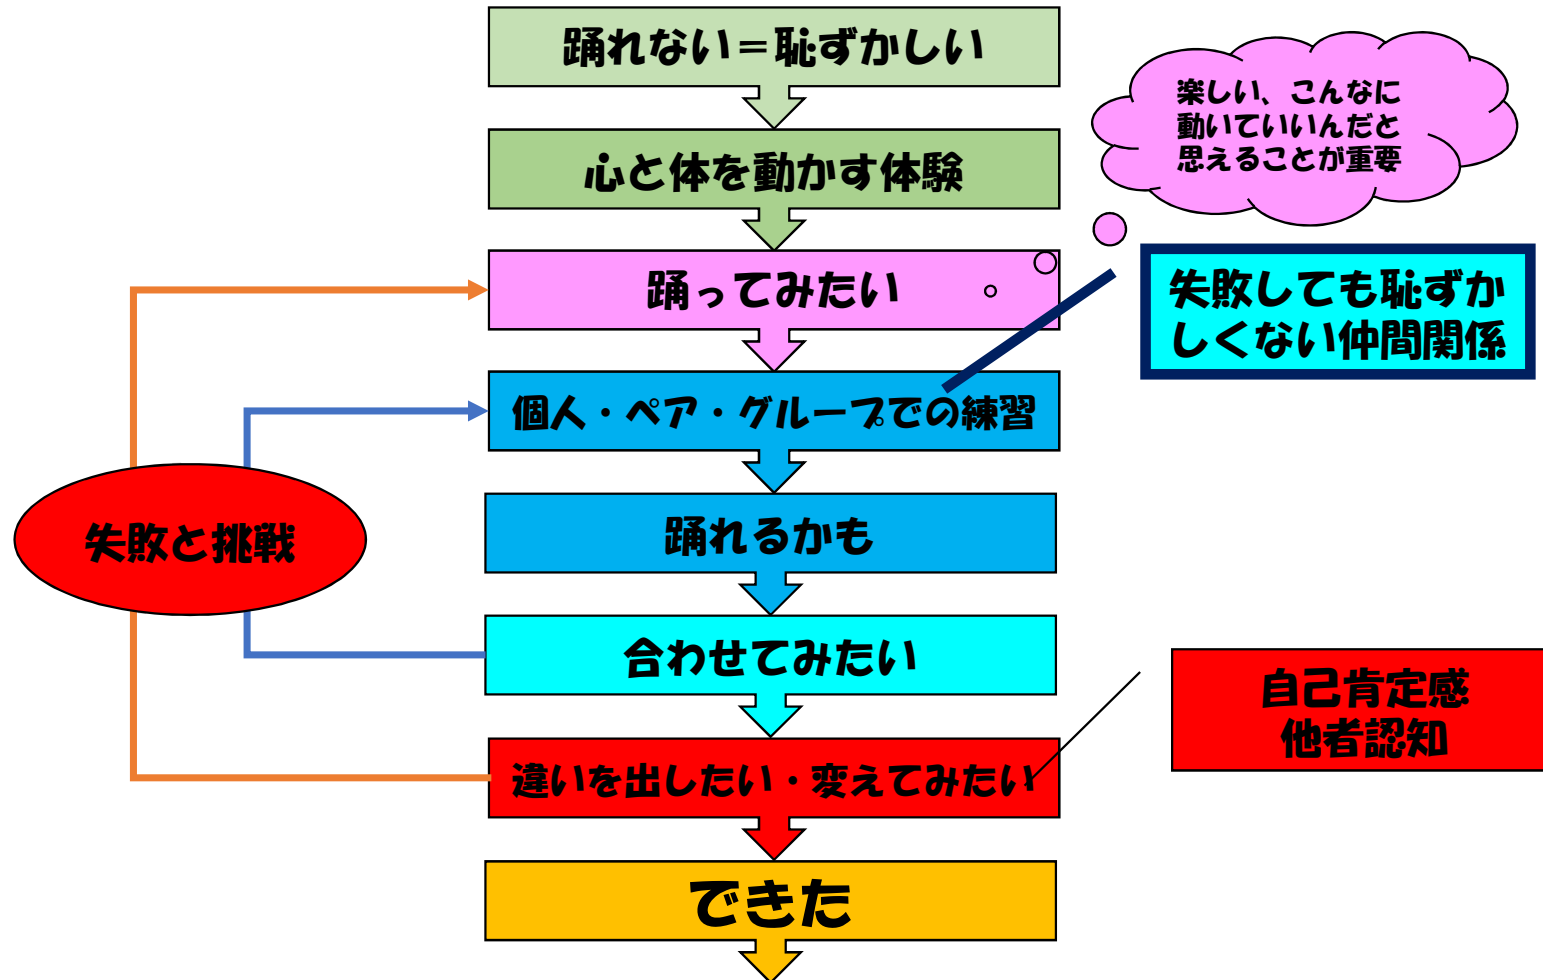 踊れない＝恥ずかしい
心と体を動かす体験
楽しい、こんなに
動いていいんだと
思えることが重要
踊ってみたい
失敗しても恥ずか
しくない仲間関係
個人・ペア・グループでの練習
踊れるかも
失敗と挑戦
合わせてみたい
違いを出したい・変えてみたい
自己肯定感
他者認知
できた